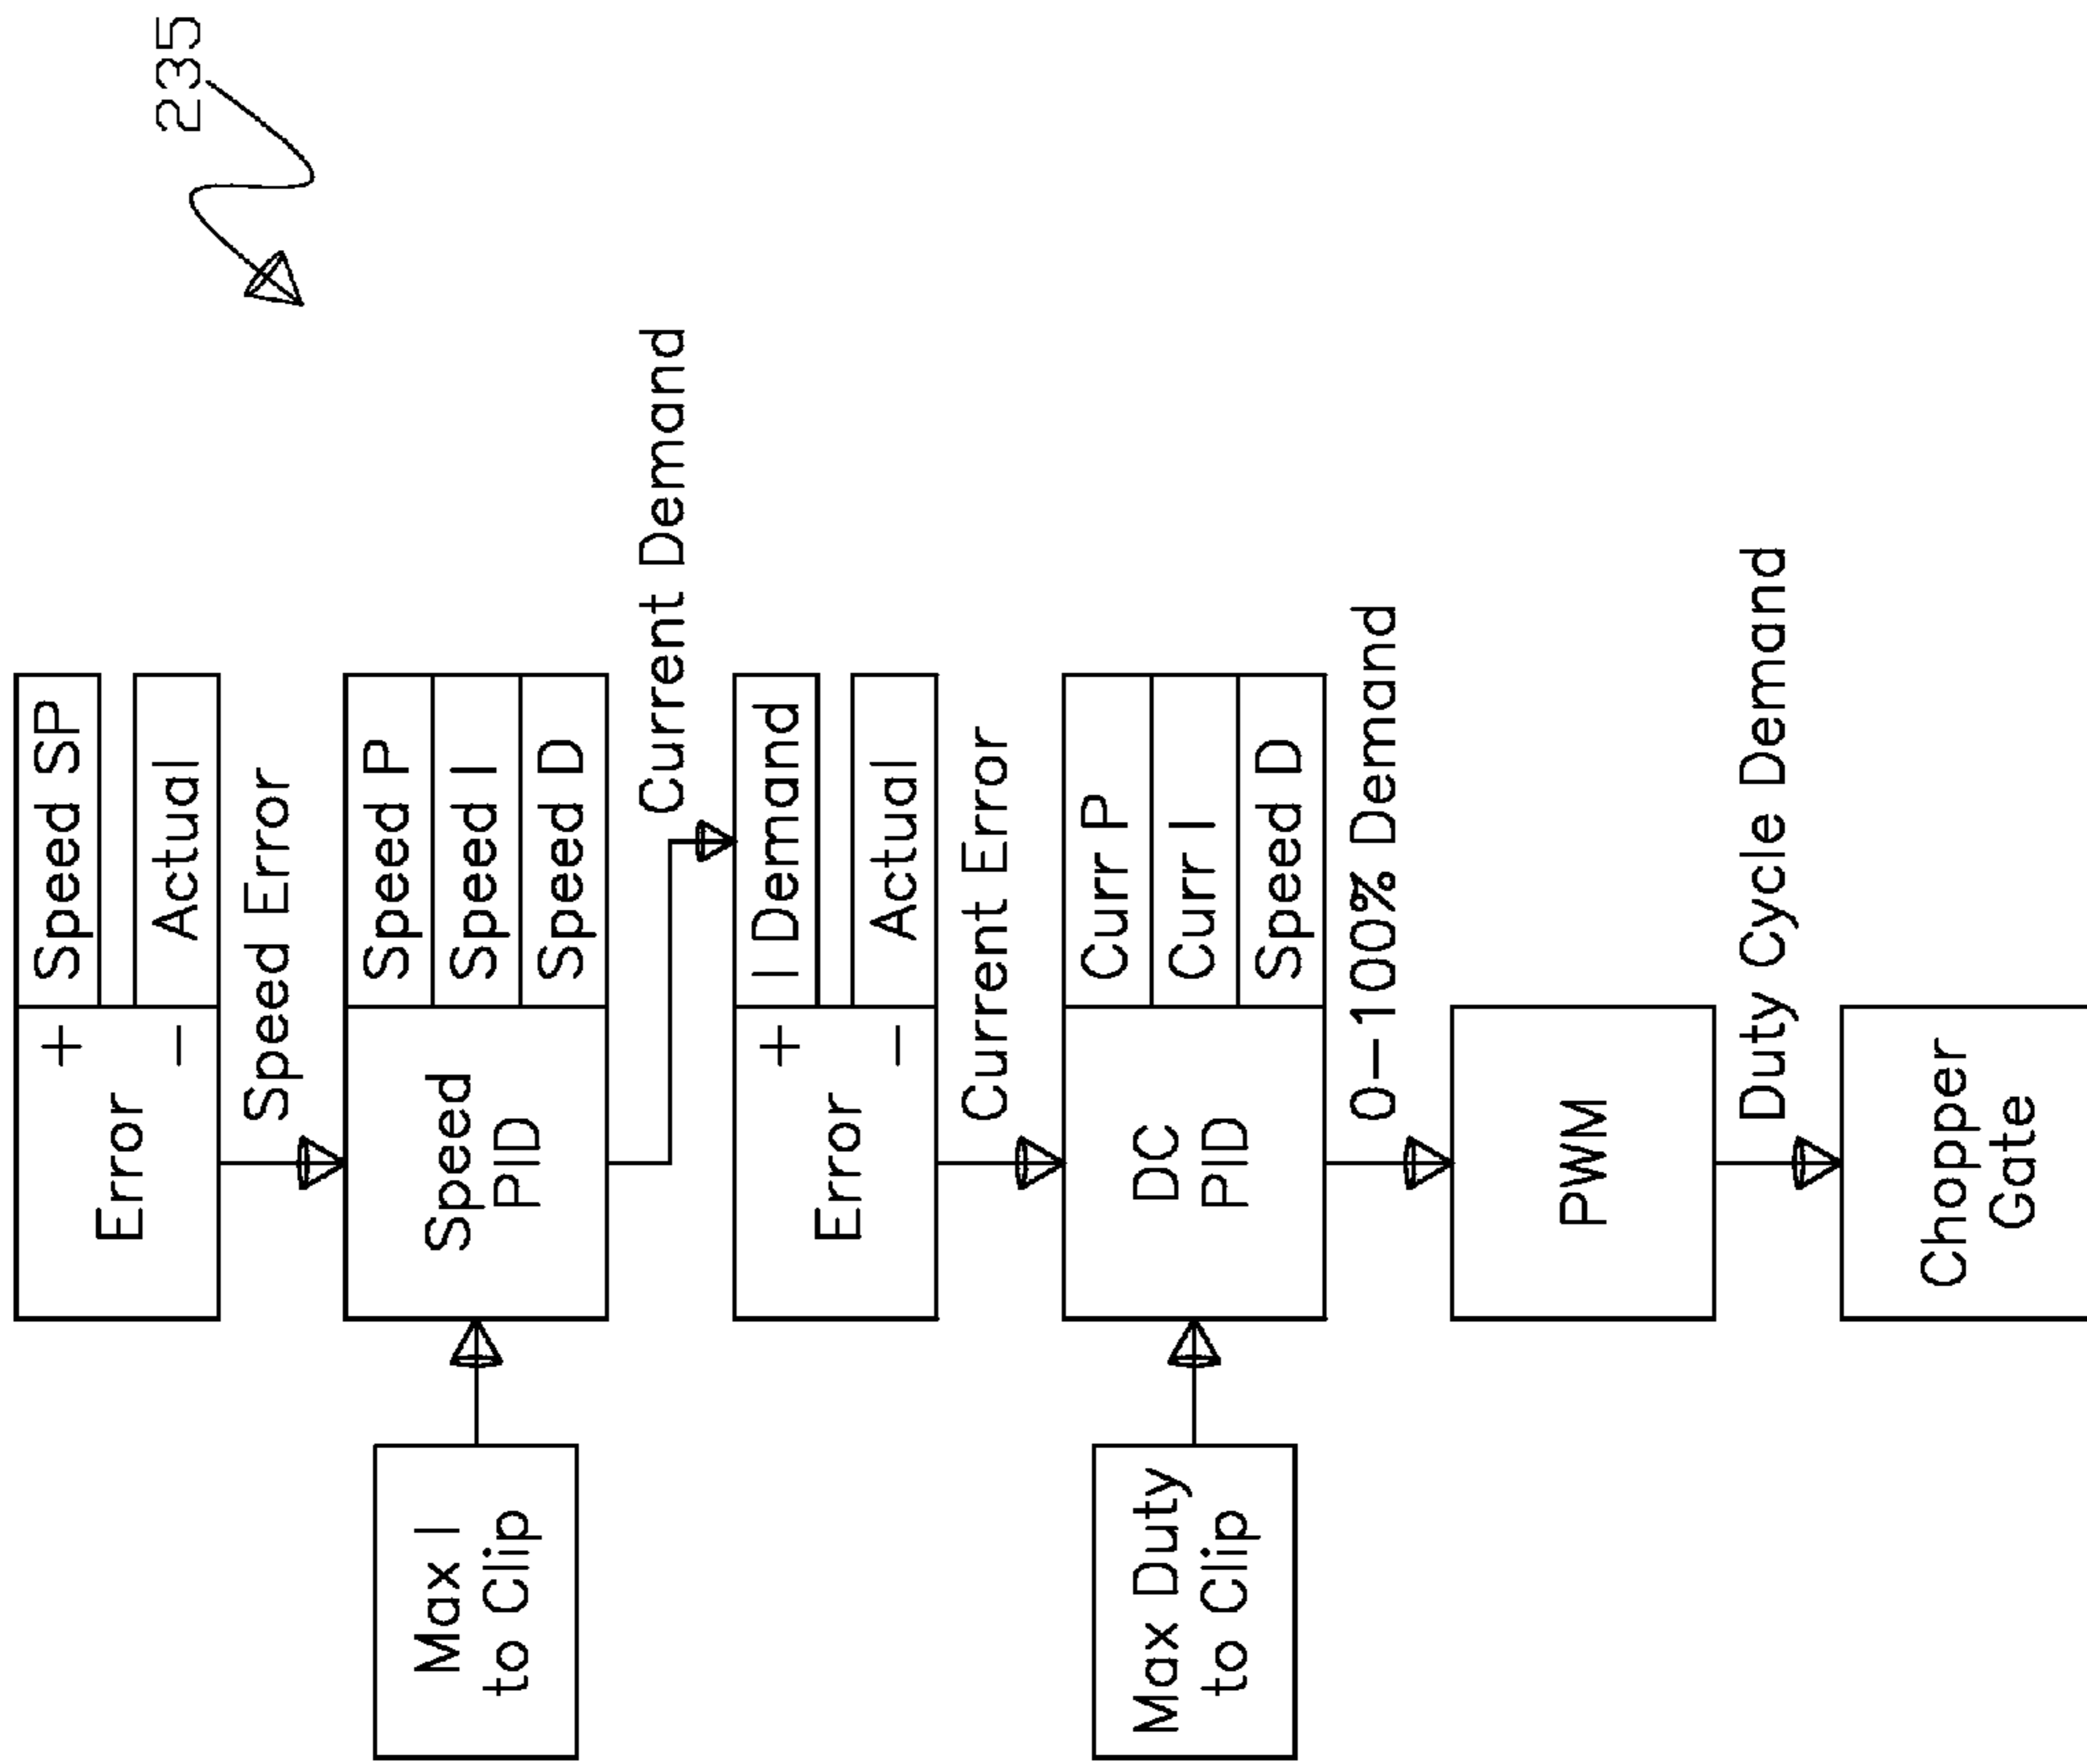 235
Speed SP
Actual
+
−
Error
Speed Error
Speed P
Speed I
Speed D
Speed
PID
Max I
to Clip
Current Demand
I Demand
Actual
+
−
Error
Current Error
Curr P
Curr I
Speed D
DC
PID
Max Duty
to Clip
0−100% Demand
PWM
Duty Cycle Demand
Chopper
Gate